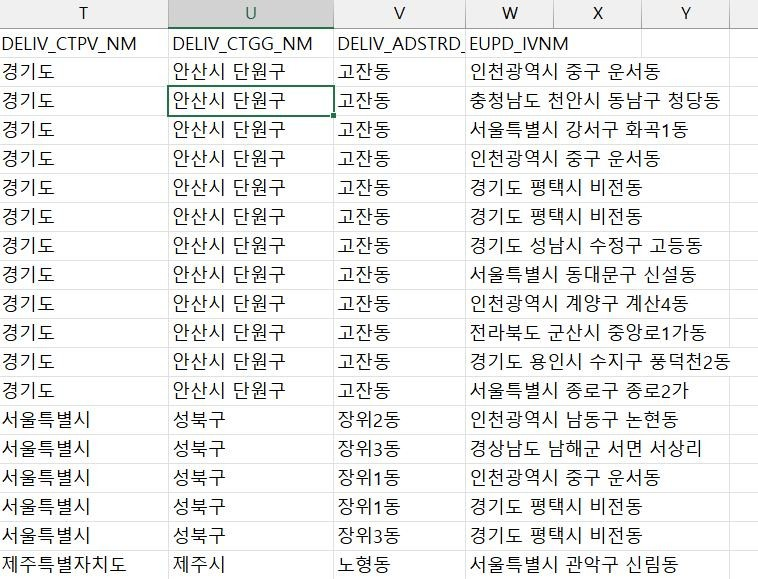 T U V W X Y
DELIV_CTPV_NM DELIV_CTGG_NM DELIV_ADSTRD_ EUPD_IVNM
경기도 안산시 단원구 고잔동 인천광역시 중구 운서동
경기도 안산시 단원구 고잔동 충청남도 천안시 동남구 청당동
경기도 안산시 단원구 고잔동 서울특별시 강서구 화곡1동
경기도 안산시 단원구 고잔동 인천광역시 중구 운서동
경기도 안산시 단원구 고잔동 경기도 평택시 비전동
경기도 안산시 단원구 고잔동 경기도 평택시 비전동
경기도 안산시 단원구 고잔동 경기도 성남시 수정구 고등동
경기도 안산시 단원구 고잔동 서울특별시 동대문구 신설동
경기도 안산시 단원구 고잔동 인천광역시 계양구 계산4동
경기도 안산시 단원구 고잔동 전라북도 군산시 중앙로1가동
경기도 안산시 단원구 고잔동 경기도 용인시 수지구 풍덕천2동
경기도 안산시 단원구 고잔동 서울특별시 종로구 종로2가
서울특별시 성북구 장위2동 인천광역시 남동구 논현동
서울특별시 성북구 장위3동 경상남도 남해군 서면 서상리
서울특별시 성북구 장위1동 인천광역시 중구 운서동
서울특별시 성북구 장위1동 경기도 평택시 비전동
서울특별시 성북구 장위3동 경기도 평택시 비전동
제주특별자치도 제주시 노형동 서울특별시 관악구 신림동